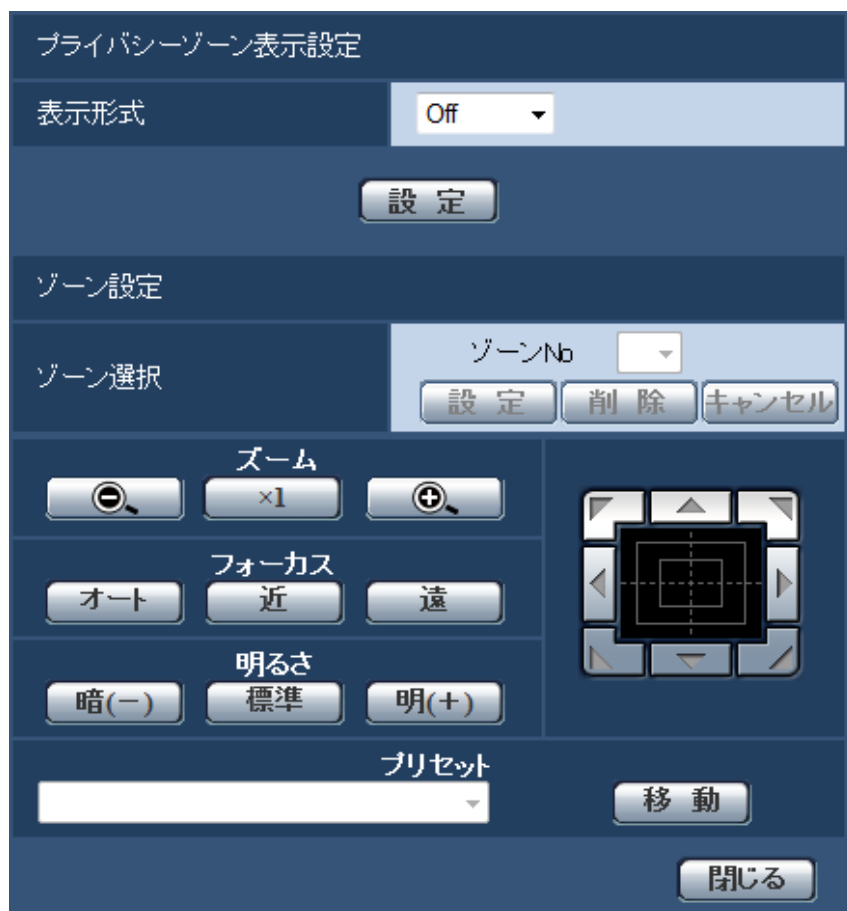 プライバシーゾーン表示設定
表示形式 Off
設 定
ゾーン設定
ゾーン選択 ゾーンNo
設 定 削 除 キャンセル
ズーム
×1
フォーカス
オート 近 遠
明るさ
暗(－) 標準 明(＋)
プリセット
移 動
閉じる